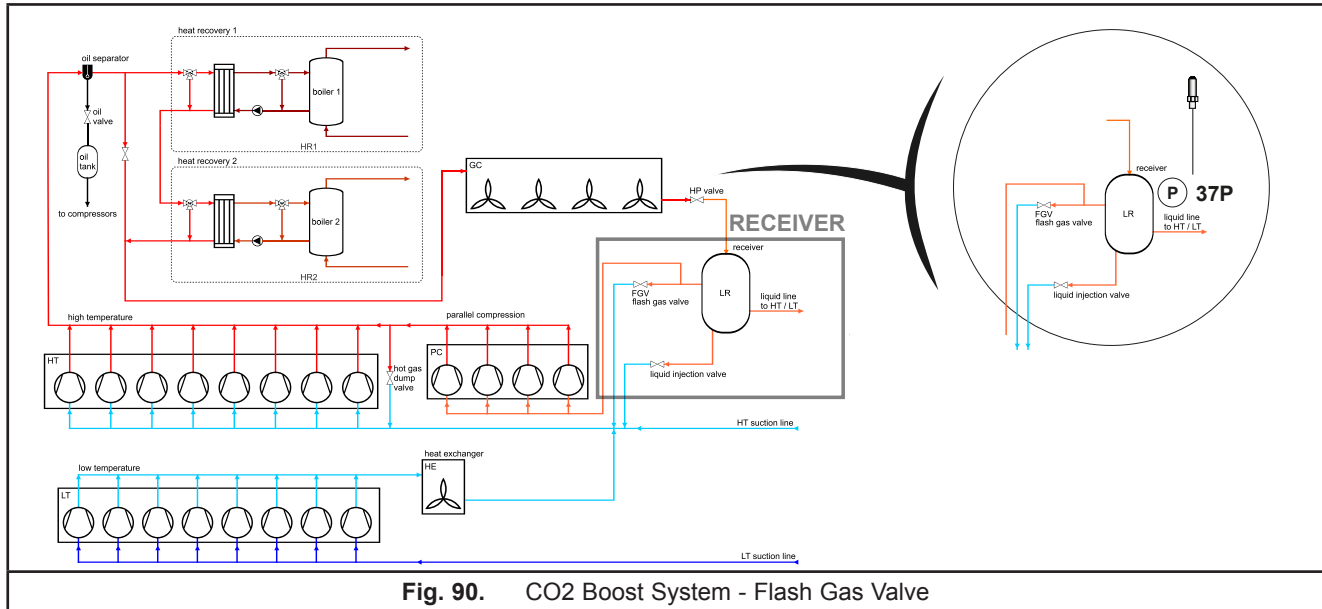 heat recovery 1
oil separator
oil
valve
oil
tank
to compressors
boiler 1
HR1
heat recovery 2
boiler 2
HR2
GC
HP valve
RECEIVER
receiver
LR
FGV
flash gas valve
liquid line
to HT / LT
liquid injection valve
high temperature
parallel compression
HT
hot gas
dump
valve
PC
HT suction line
low temperature
heat exchanger
HE
LT
LT suction line
receiver
P
37P
LR
FGV
flash gas valve
liquid line
to HT / LT
liquid injection valve
Fig. 90. CO2 Boost System - Flash Gas Valve